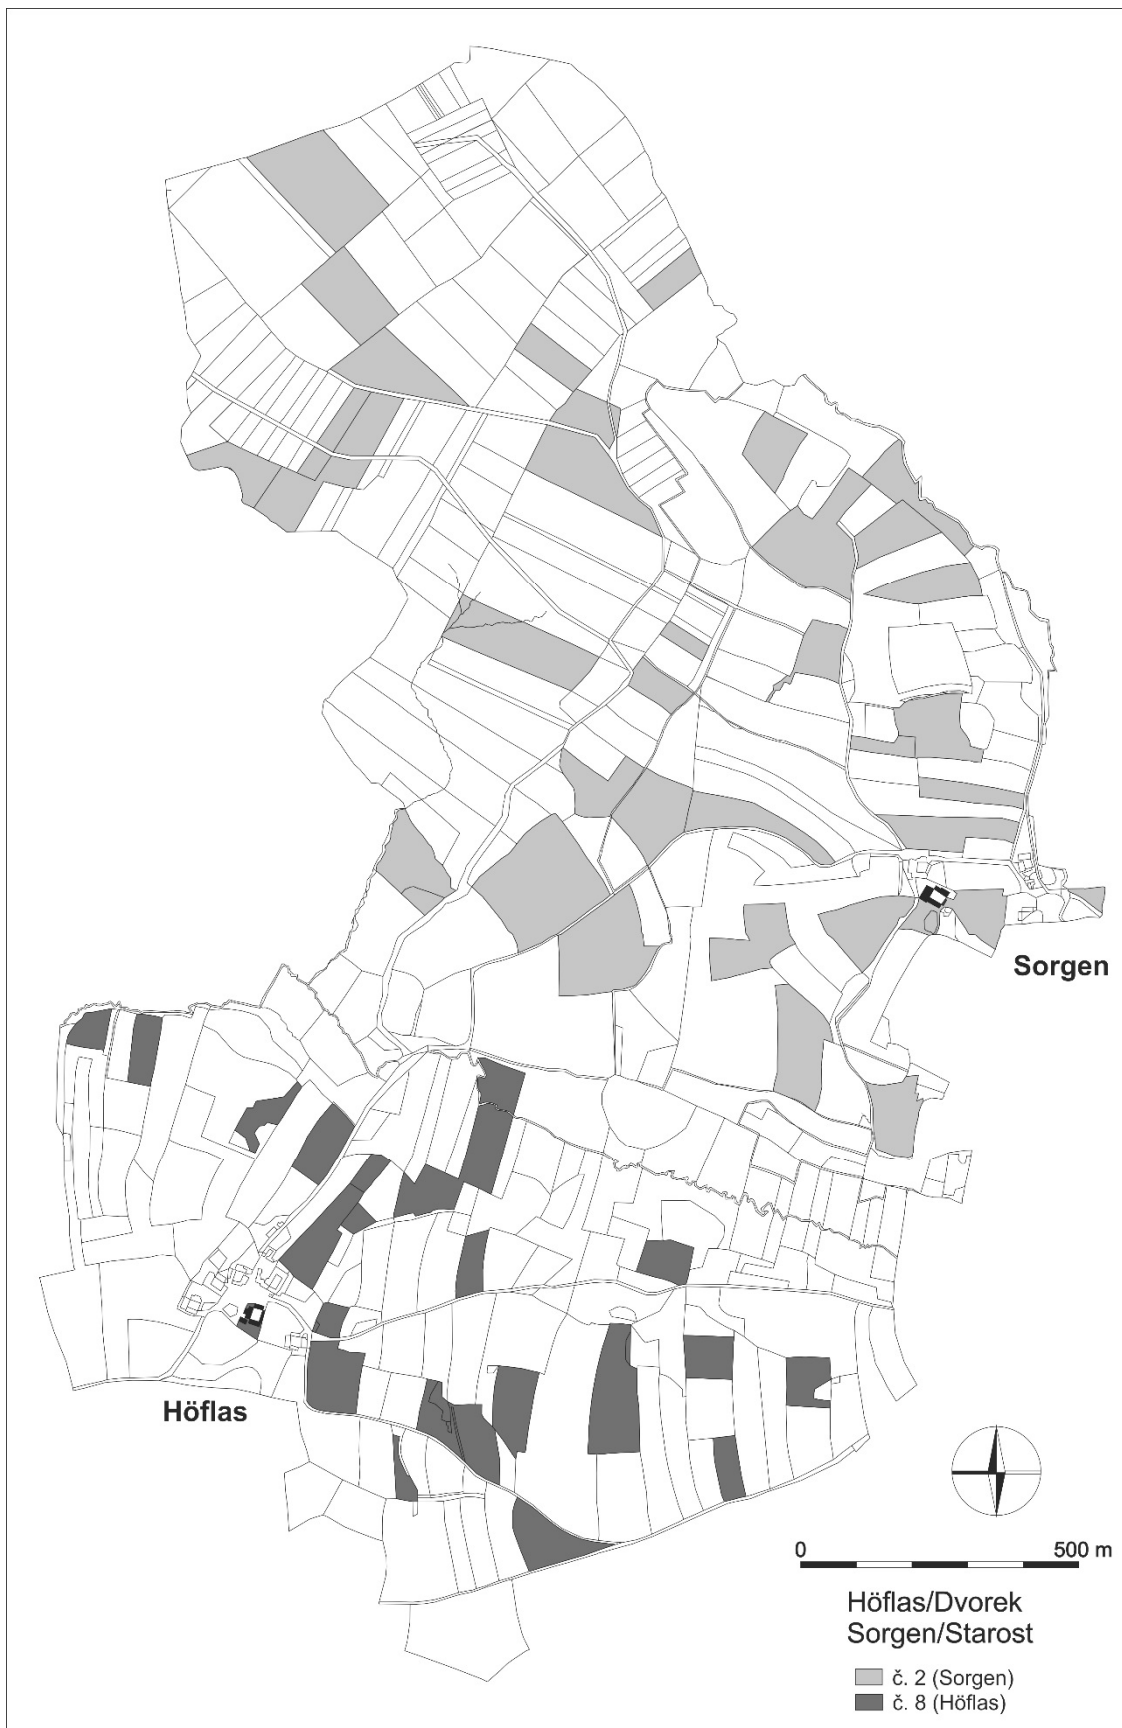 Sorgen
Höflas
0 500 m
Höflas/Dvorek
Sorgen/Starost
č. 2 (Sorgen)
č. 8 (Höflas)